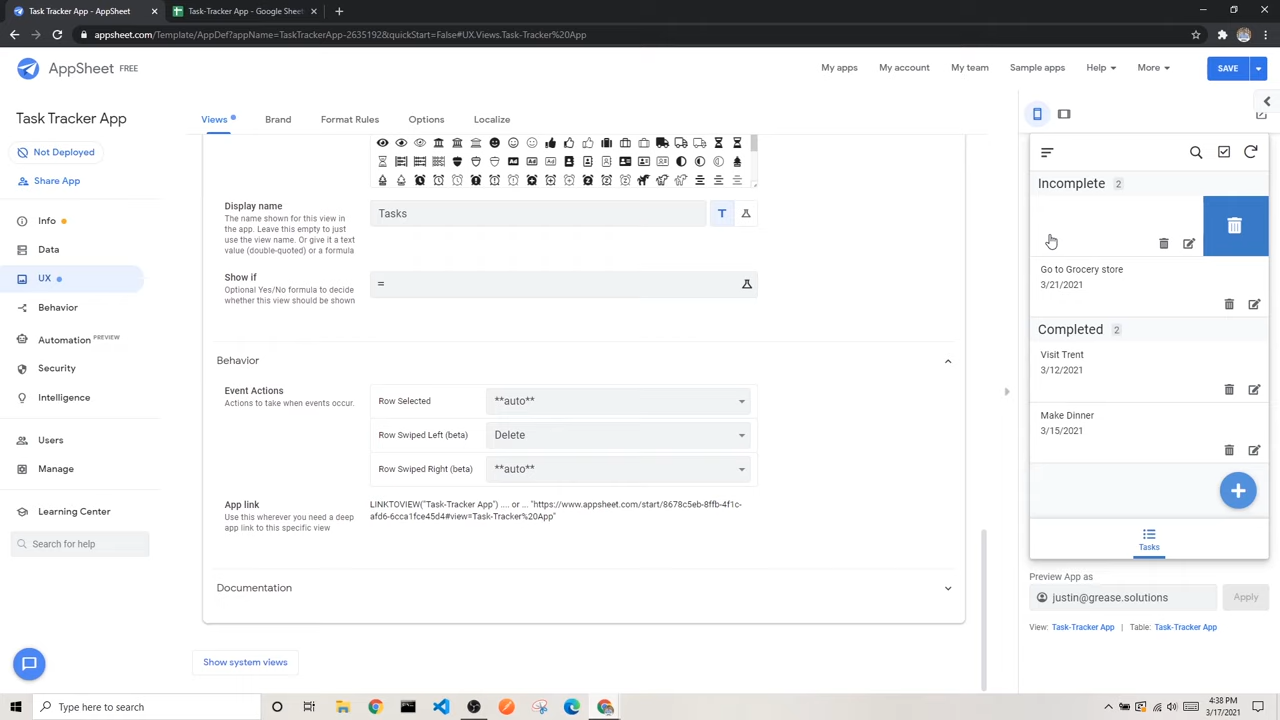 Task Tracker App - AppSheet
Task-Tracker App - Google Sheet
appsheet.com/Template/AppDef?appName=TaskTrackerApp-2635192&quickStart=False#UX.Views.Task-Tracker%20App
AppSheet FREE
My apps
My account
My team
Sample apps
Help
More
SAVE
Task Tracker App
Not Deployed
Share App
Info
Data
UX
Behavior
Automation PREVIEW
Security
Intelligence
Users
Manage
Learning Center
Search for help
Views
Brand
Format Rules
Options
Localize
Display name
The name shown for this view in
the app. Leave this empty to just
use the view name. Or give it a text
value (double-quoted) or a formula
Tasks
T
Show if
Optional Yes/No formula to decide
whether this view should be shown
=
Behavior
Event Actions
Actions to take when events occur.
Row Selected
**auto**
Row Swiped Left (beta)
Delete
Row Swiped Right (beta)
**auto**
App link
Use this wherever you need a deep
app link to this specific view
LINKTOVIEW("Task-Tracker App") .... or ... "https://www.appsheet.com/start/8678c5eb-8ffb-4f1c-
afd6-6cca1fce45d4#view=Task-Tracker%20App"
Documentation
Show system views
Incomplete 2
Go to Grocery store
3/21/2021
Completed 2
Visit Trent
3/12/2021
Make Dinner
3/15/2021
Tasks
Preview App as
justin@grease.solutions
Apply
View: Task-Tracker App | Table: Task-Tracker App
Type here to search
4:38 PM
3/17/2021